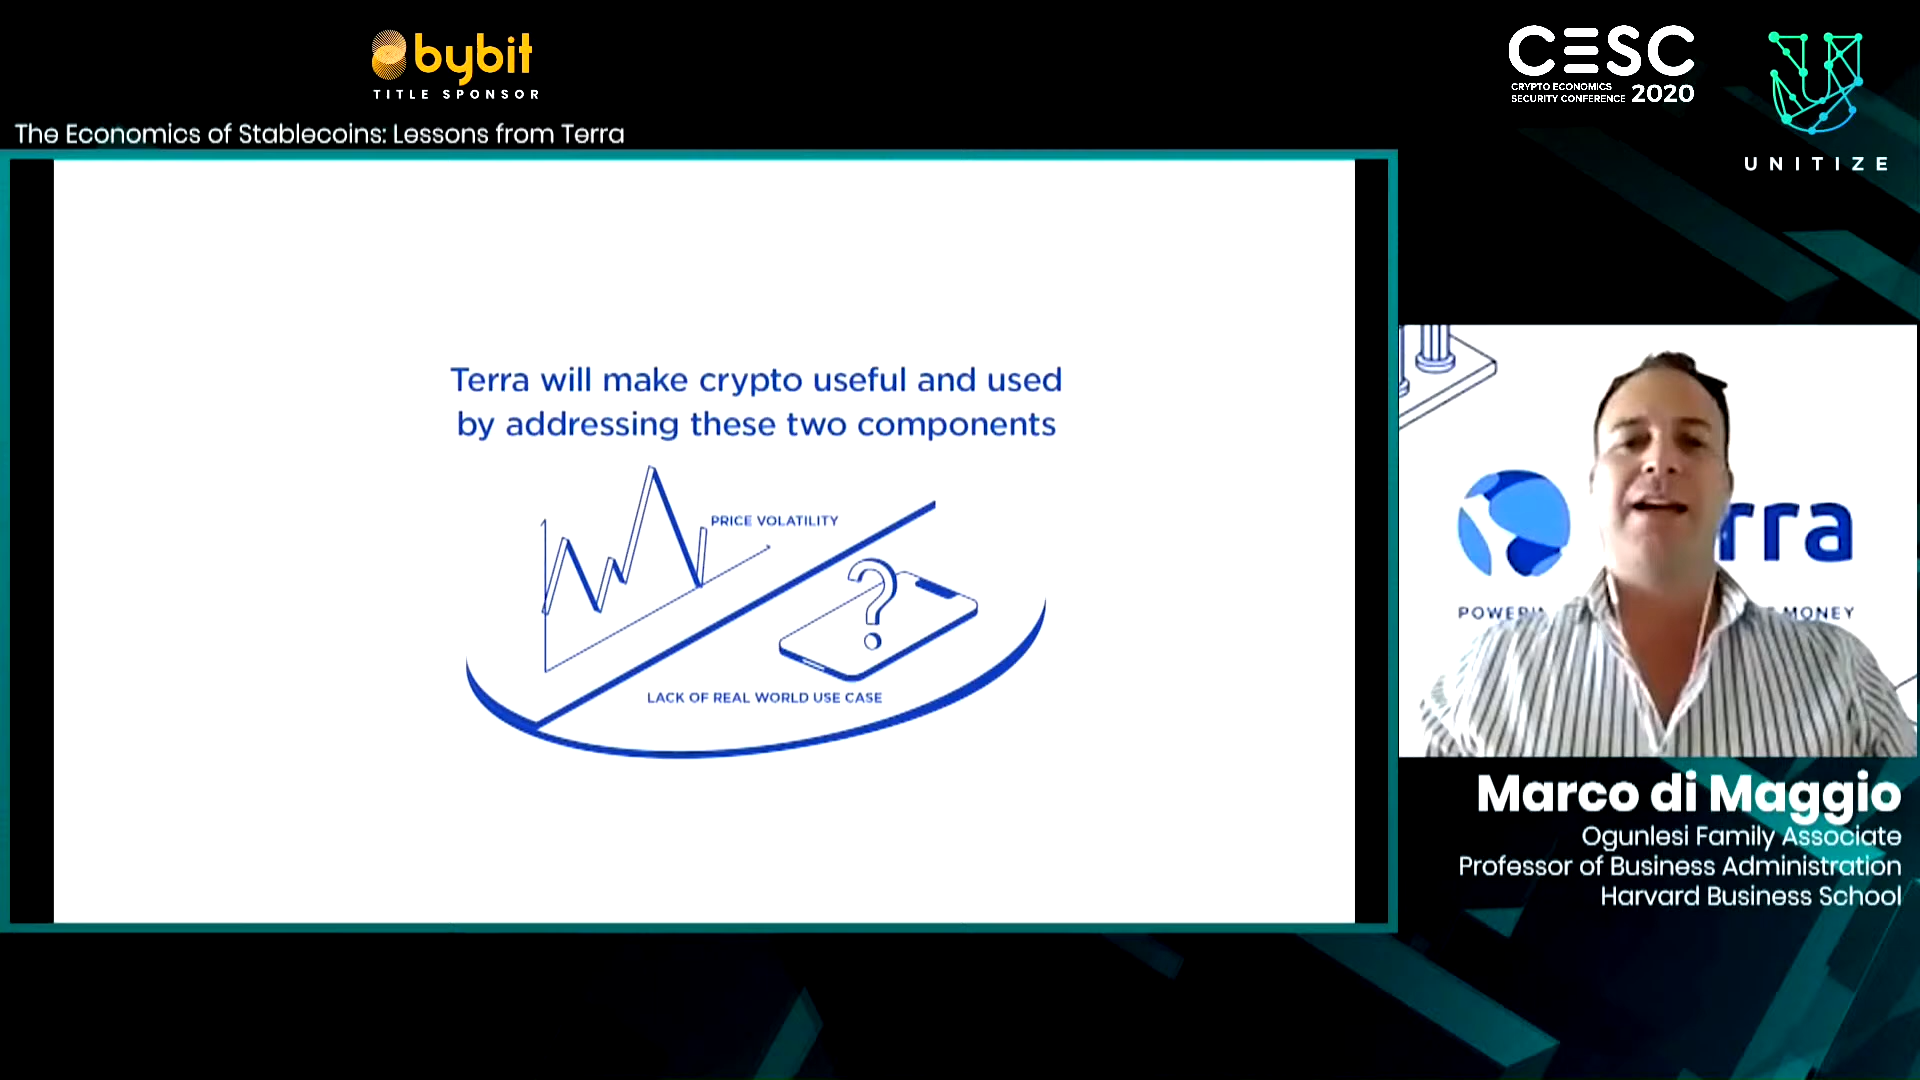 bybit
TITLE SPONSOR
CESC
CRYPTO ECONOMICS
SECURITY CONFERENCE 2020
UNITIZE
The Economics of Stablecoins: Lessons from Terra
Terra will make crypto useful and used
by addressing these two components
PRICE VOLATILITY
?
LACK OF REAL WORLD USE CASE
rra
POWERIN MONEY
Marco di Maggio
Ogunlesi Family Associate
Professor of Business Administration
Harvard Business School